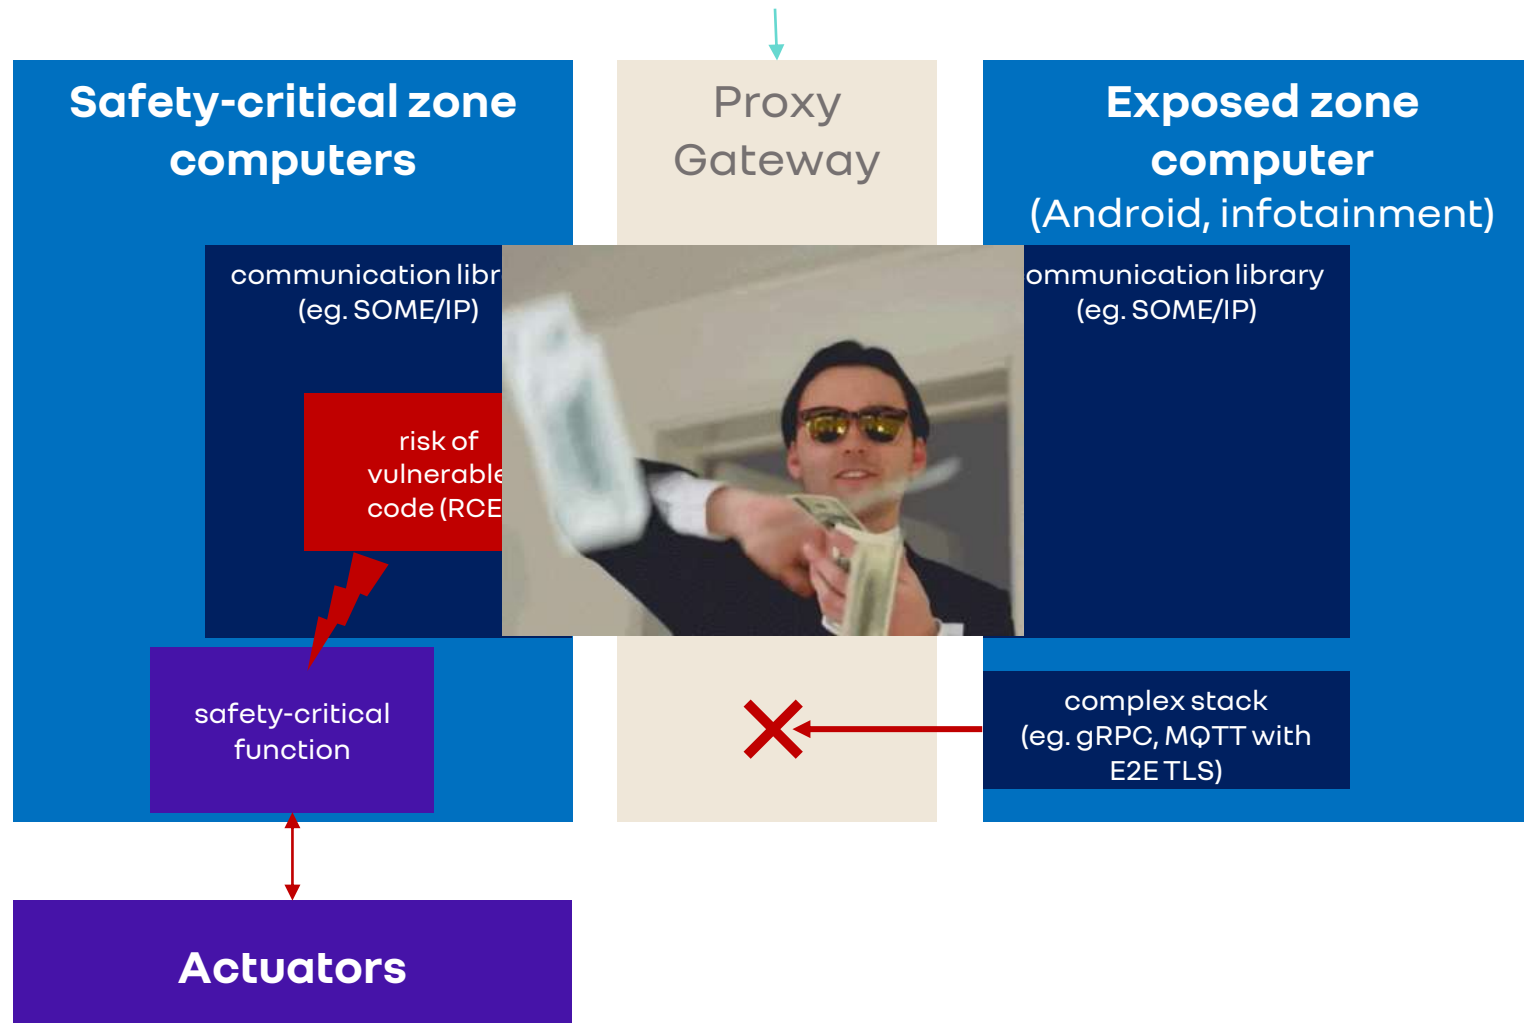 Safety-critical zone
computers
Proxy
Gateway
Exposed zone
computer
(Android, infotainment)
communication libr
(eg. SOME/IP)
ommunication library
(eg. SOME/IP)
risk of
vulnerable
code (RCE
safety-critical
function
complex stack
(eg. gRPC, MQTT with
E2E TLS)
Actuators